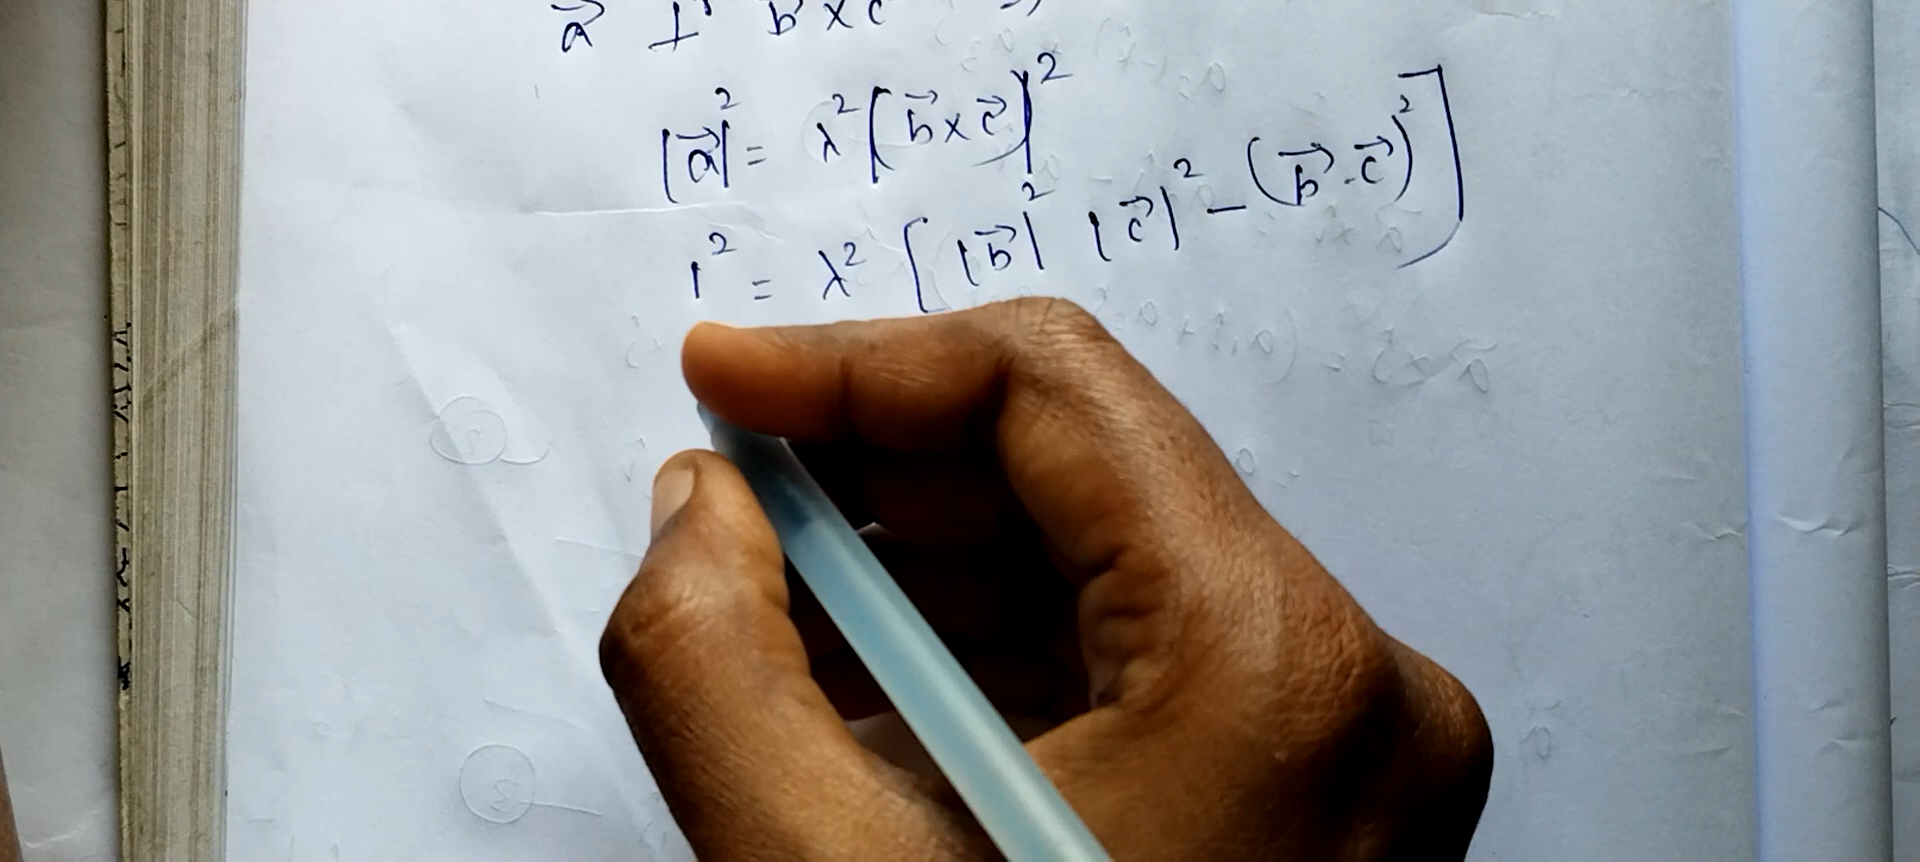 a⃗ ⊥ʳ b⃗ × c⃗
|a⃗|² = λ² |b⃗ × c⃗|²
1² = λ² [ |b⃗|² |c⃗|² − (b⃗ . c⃗)² ]